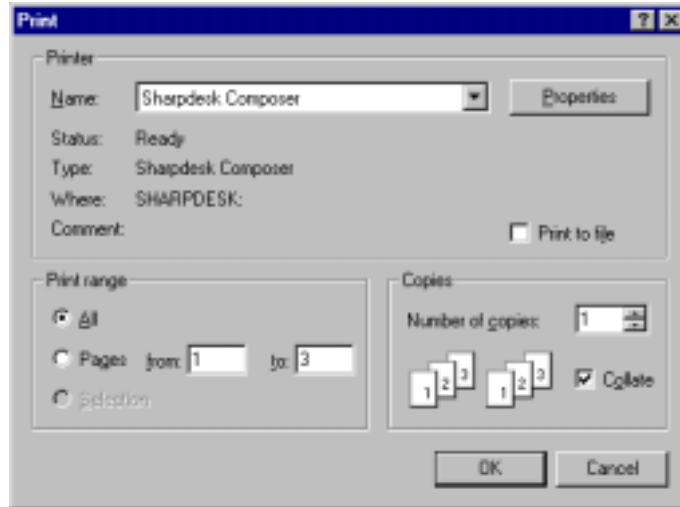 Print
Printer
Name: Sharpdesk Composer Properties
Status: Ready
Type: Sharpdesk Composer
Where: SHARPDESK:
Comment: Print to file
Print range
All
Pages from: 1 to: 3
Selection
Copies
Number of copies: 1
1 2 3 1 2 3 Collate
OK Cancel